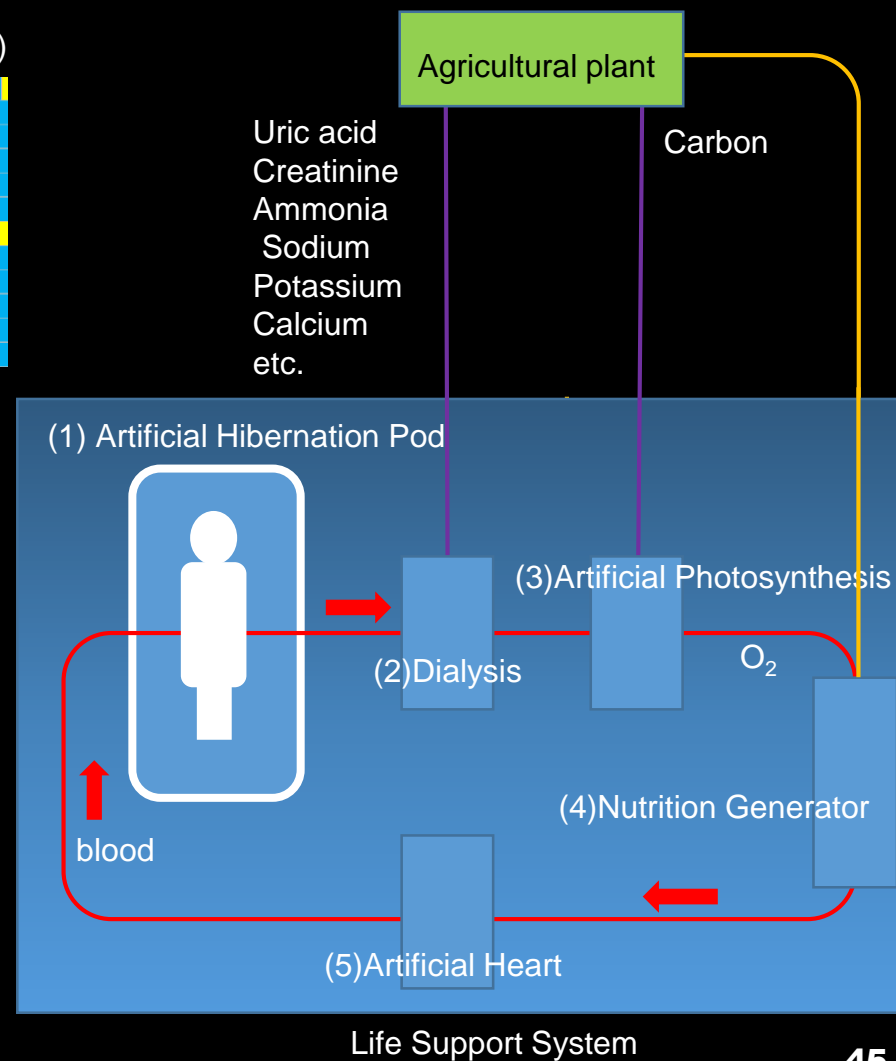 )
Agricultural plant
Uric acid
Creatinine
Ammonia
Sodium
Potassium
Calcium
etc.
Carbon
(1) Artificial Hibernation Pod
(3)Artificial Photosynthesis
O₂
(2)Dialysis
(4)Nutrition Generator
blood
(5)Artificial Heart
Life Support System
45